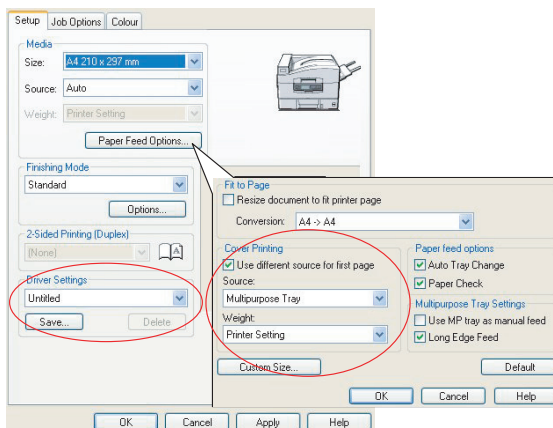 Setup
Job Options
Colour
Media
Size: A4 210 x 297 mm
Source: Auto
Weight: Printer Setting
Paper Feed Options...
Finishing Mode
Standard
Options...
2-Sided Printing (Duplex)
(None)
A
Driver Settings
Untitled
Save...
Delete
OK
Cancel
Apply
Help
Fit to Page
Resize document to fit printer page
Conversion: A4 -> A4
Cover Printing
Use different source for first page
Source:
Multipurpose Tray
Weight:
Printer Setting
Custom Size...
Paper feed options
Auto Tray Change
Paper Check
Multipurpose Tray Settings
Use MP tray as manual feed
Long Edge Feed
Default
OK
Cancel
Help